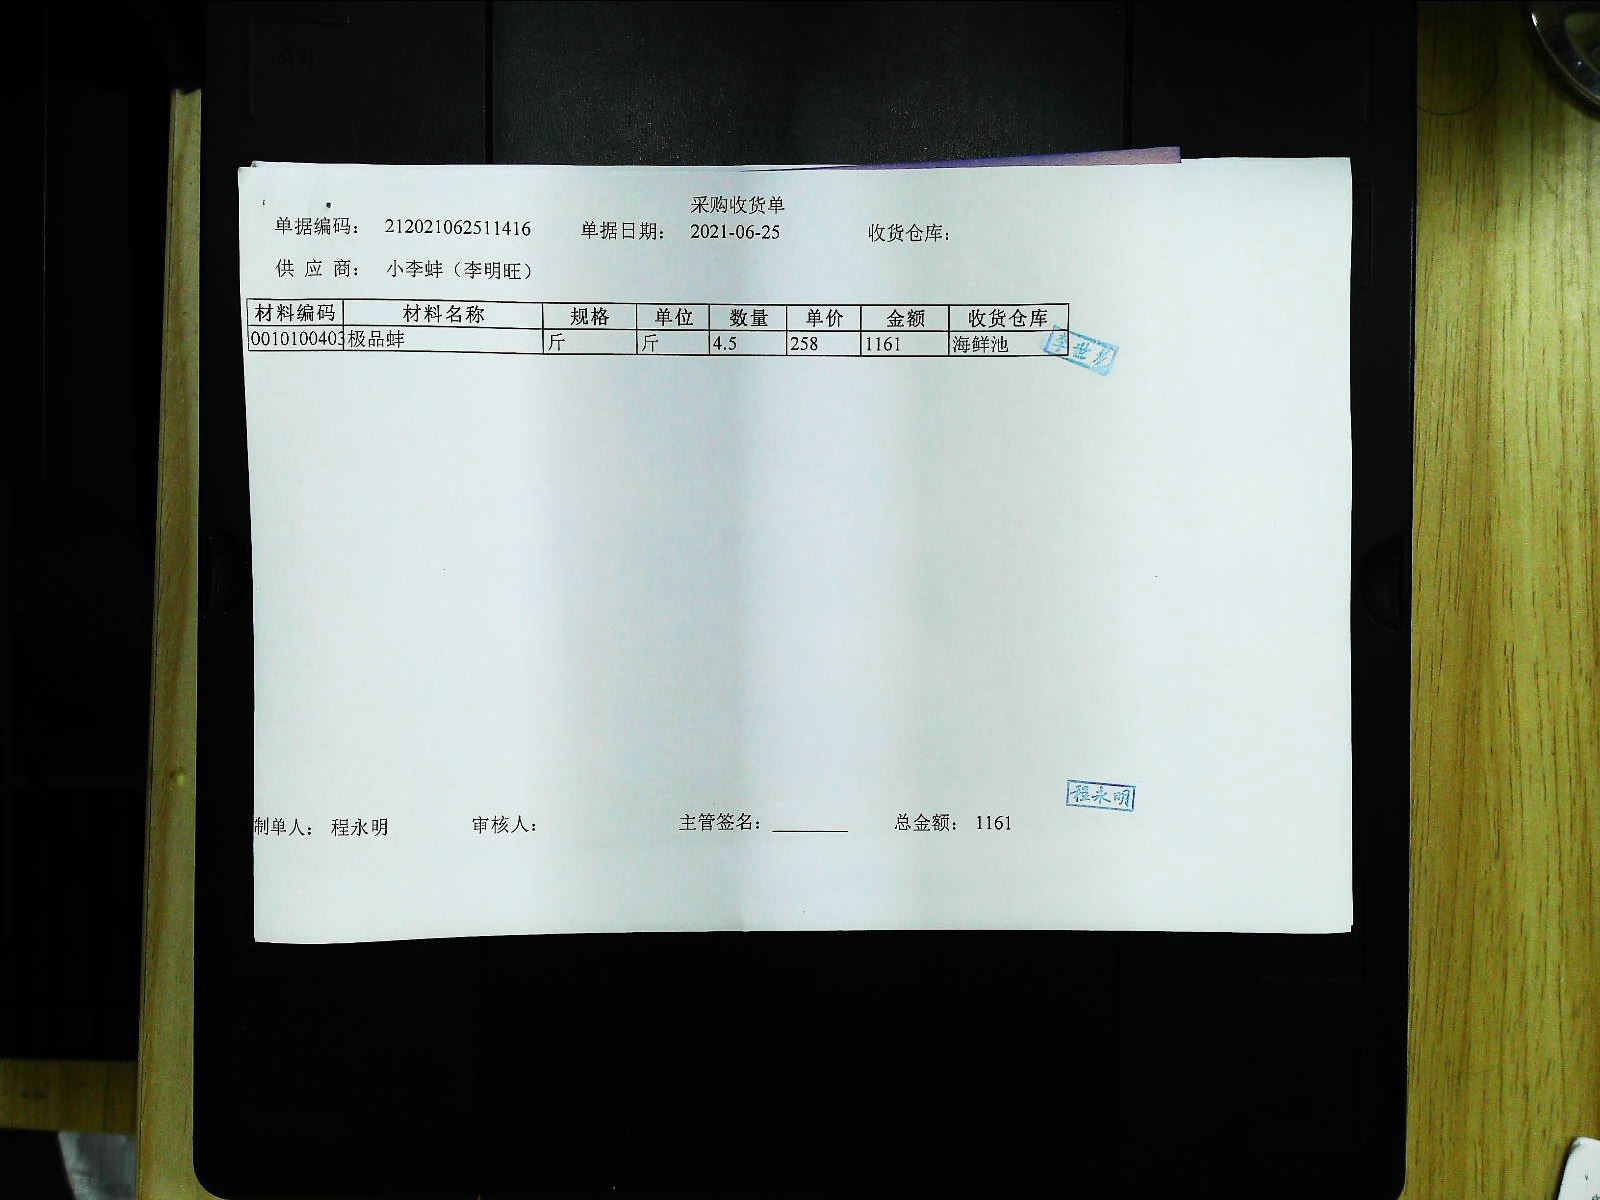 采购收货单
单据编码： 212021062511416 单据日期： 2021-06-25 收货仓库：
供 应 商： 小李蚌（李明旺）
材料编码 材料名称 规格 单位 数量 单价 金额 收货仓库
0010100403 极品蚌 斤 斤 4.5 258 1161 海鲜池
程永明
制单人： 程永明 审核人： 主管签名：________ 总金额： 1161